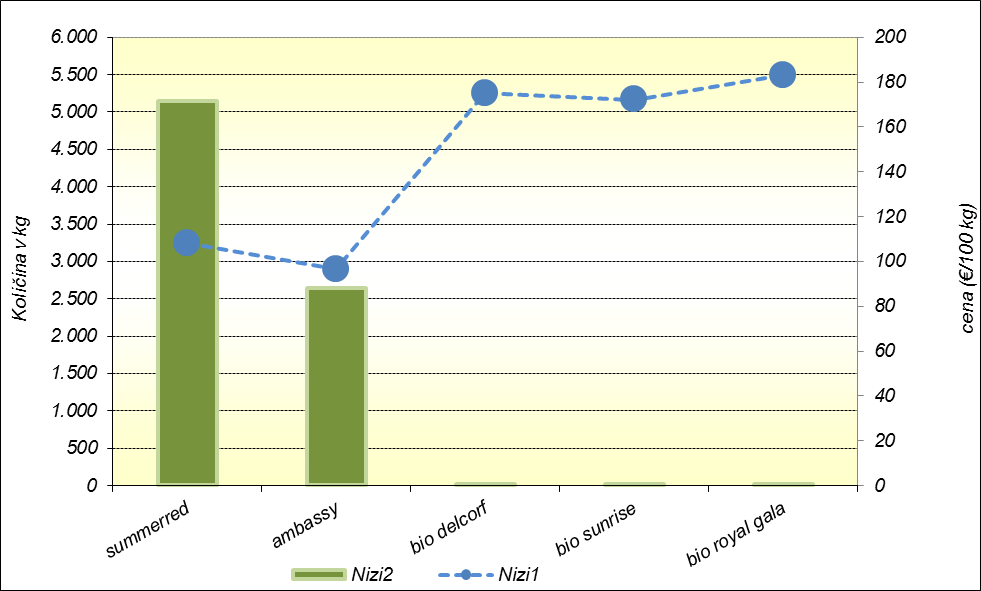 Količina v kg
6.000
5.500
5.000
4.500
4.000
3.500
3.000
2.500
2.000
1.500
1.000
500
0
200
180
160
140
120
100
80
60
40
20
0
cena (€/100 kg)
summerred
ambassy
bio delcorf
bio sunrise
bio royal gala
Nizi2
Nizi1